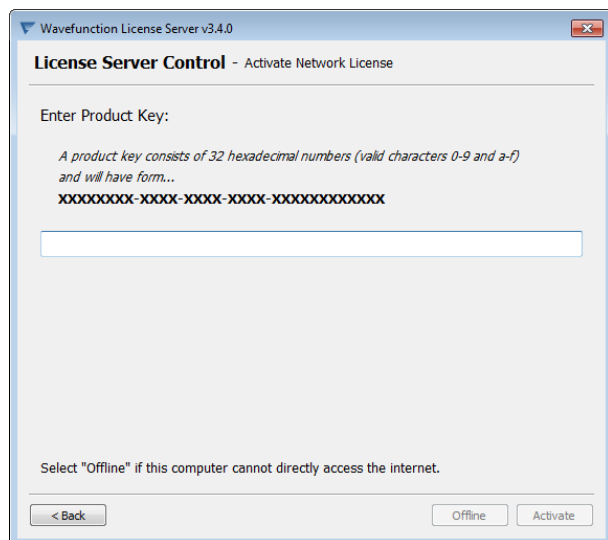 Wavefunction License Server v3.4.0
License Server Control - Activate Network License
Enter Product Key:
A product key consists of 32 hexadecimal numbers (valid characters 0-9 and a-f)
and will have form...
XXXXXXXX-XXXX-XXXX-XXXX-XXXXXXXXXXXX
Select "Offline" if this computer cannot directly access the internet.
< Back Offline Activate